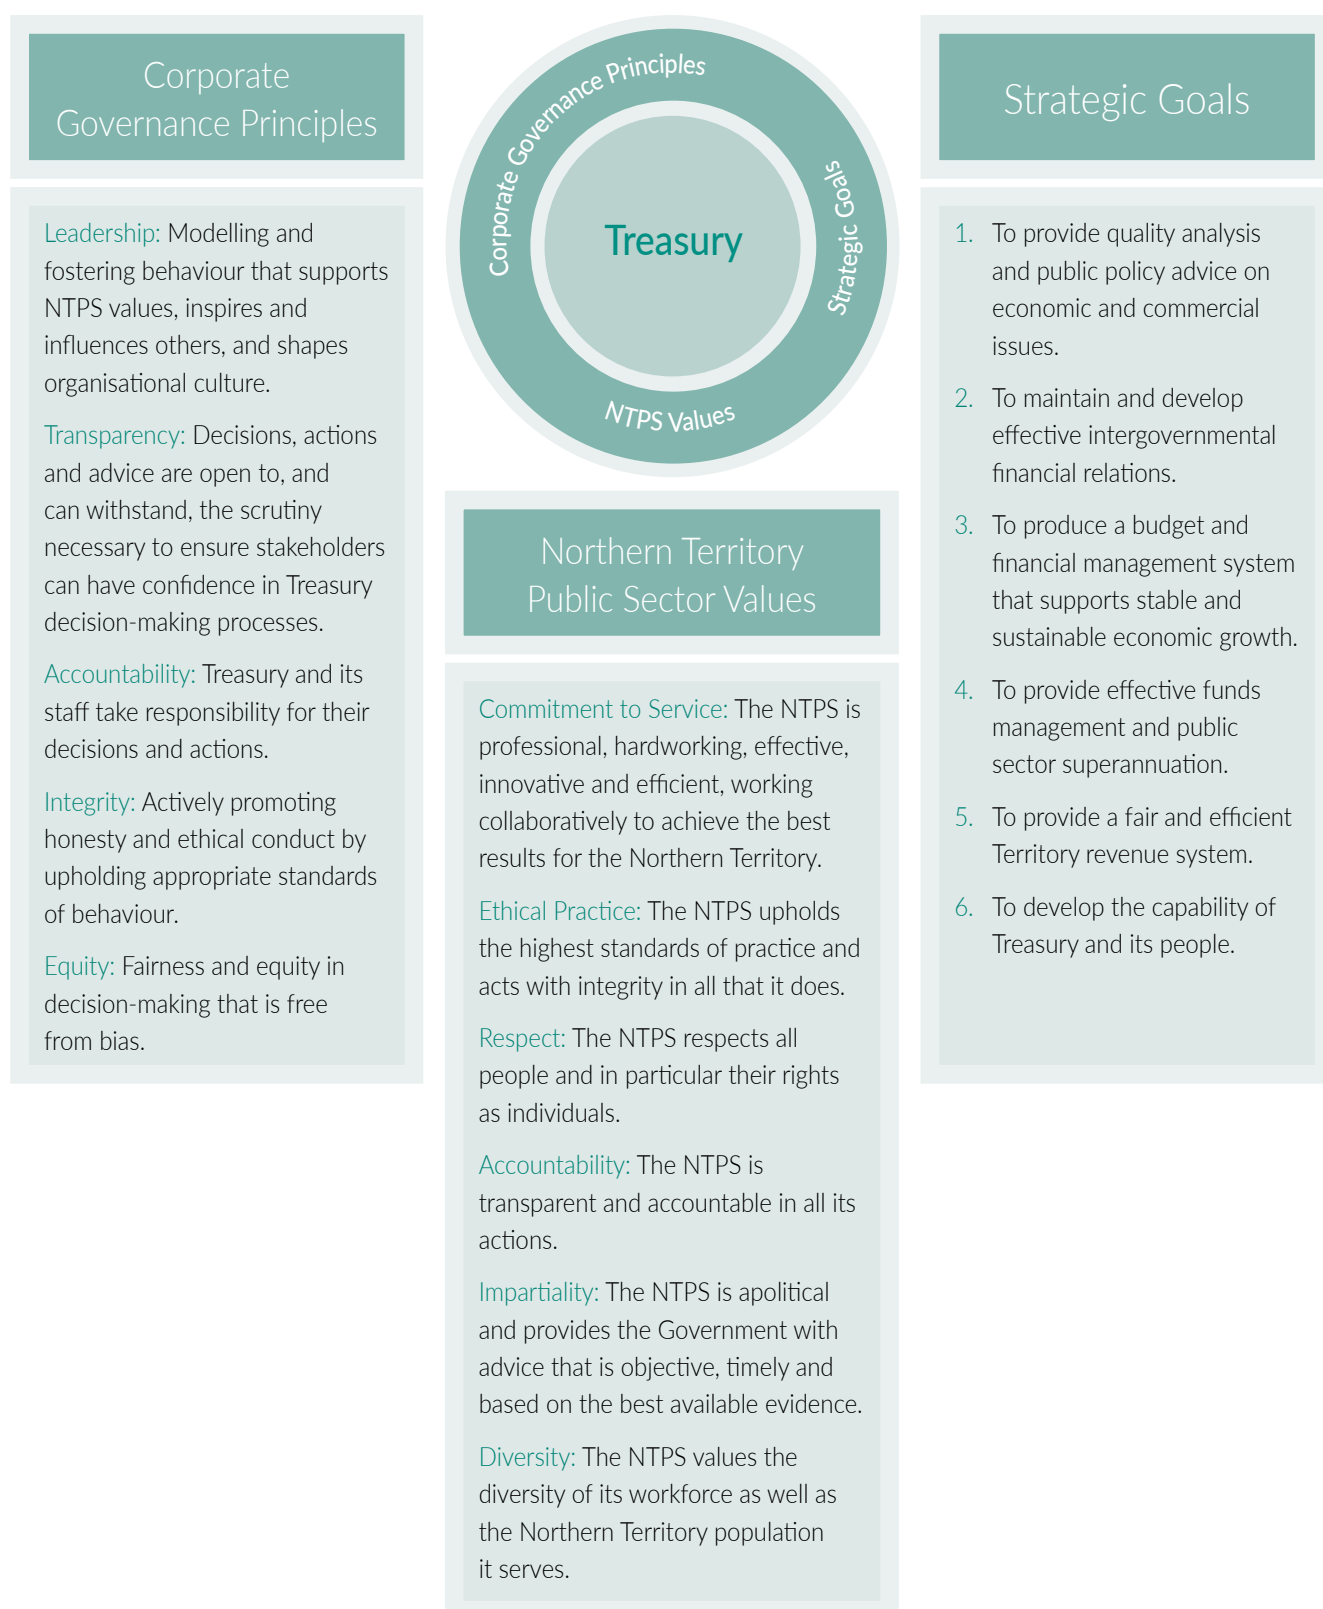 Corporate
Governance Principles
Leadership: Modelling and
fostering behaviour that supports
NTPS values, inspires and
influences others, and shapes
organisational culture.
Transparency: Decisions, actions
and advice are open to, and
can withstand, the scrutiny
necessary to ensure stakeholders
can have confidence in Treasury
decision-making processes.
Accountability: Treasury and its
staff take responsibility for their
decisions and actions.
Integrity: Actively promoting
honesty and ethical conduct by
upholding appropriate standards
of behaviour.
Equity: Fairness and equity in
decision-making that is free
from bias.
Corporate Governance Principles
Strategic Goals
NTPS Values
Treasury
Northern Territory
Public Sector Values
Commitment to Service: The NTPS is
professional, hardworking, effective,
innovative and efficient, working
collaboratively to achieve the best
results for the Northern Territory.
Ethical Practice: The NTPS upholds
the highest standards of practice and
acts with integrity in all that it does.
Respect: The NTPS respects all
people and in particular their rights
as individuals.
Accountability: The NTPS is
transparent and accountable in all its
actions.
Impartiality: The NTPS is apolitical
and provides the Government with
advice that is objective, timely and
based on the best available evidence.
Diversity: The NTPS values the
diversity of its workforce as well as
the Northern Territory population
it serves.
Strategic Goals
1. To provide quality analysis
and public policy advice on
economic and commercial
issues.
2. To maintain and develop
effective intergovernmental
financial relations.
3. To produce a budget and
financial management system
that supports stable and
sustainable economic growth.
4. To provide effective funds
management and public
sector superannuation.
5. To provide a fair and efficient
Territory revenue system.
6. To develop the capability of
Treasury and its people.